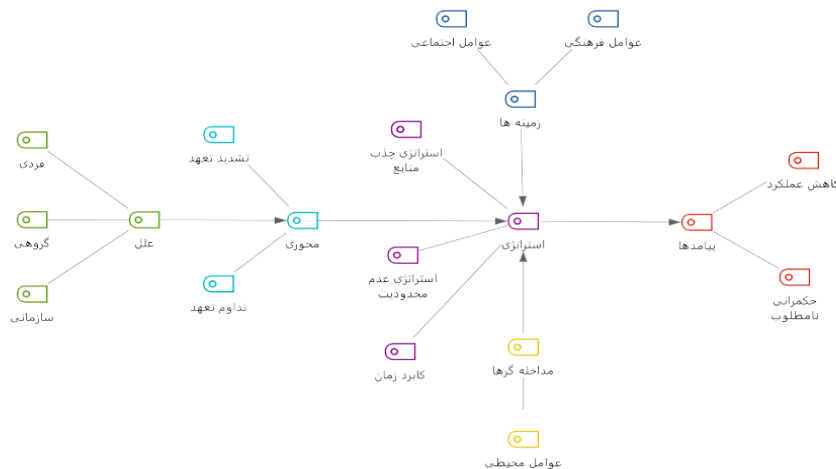 عوامل اجتماعی
عوامل فرهنگی
زمینه ها
استراتژی جذب
منابع
تشدید تعهد
فردی
گروهی
سازمانی
علل
محوری
تداوم تعهد
استراتژی
استراتژی عدم
محدودیت
کابرد زمان
مداخله گرها
عوامل محیطی
پیامدها
کاهش عملکرد
حکمرانی
نامطلوب